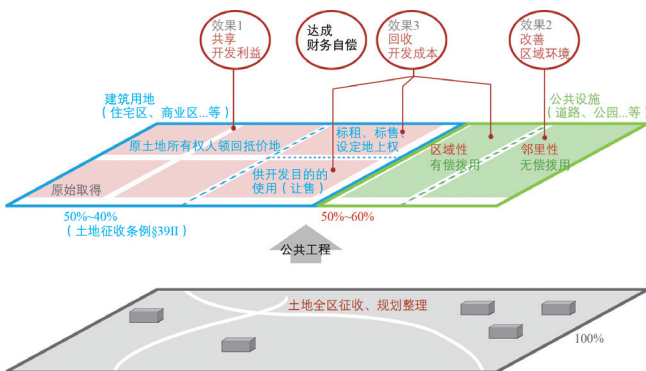 效果1
共享
开发利益
达成
财务自偿
效果3
回收
开发成本
效果2
改善
区域环境
建筑用地
（住宅区、商业区...等）
公共设施
（道路、公园...等）
原土地所有权人领回抵价地
标租、标售、
设定地上权
区域性
有偿拨用
邻里性
无偿拨用
原始取得
供开发目的的
使用（让售）
50%~40%
（土地征收条例§39II）
50%~60%
公共工程
土地全区征收、规划整理
100%